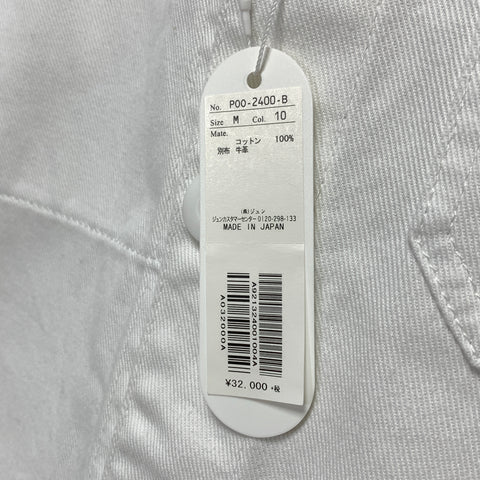 No. P00-2400-B
Size M Col. 10
Mate.
コットン 100%
別布 牛革
(株)ジュン
ジュンカスタマーセンター 0120-298-133
MADE IN JAPAN
A9213240001004A
A032000A
¥32.000 +税